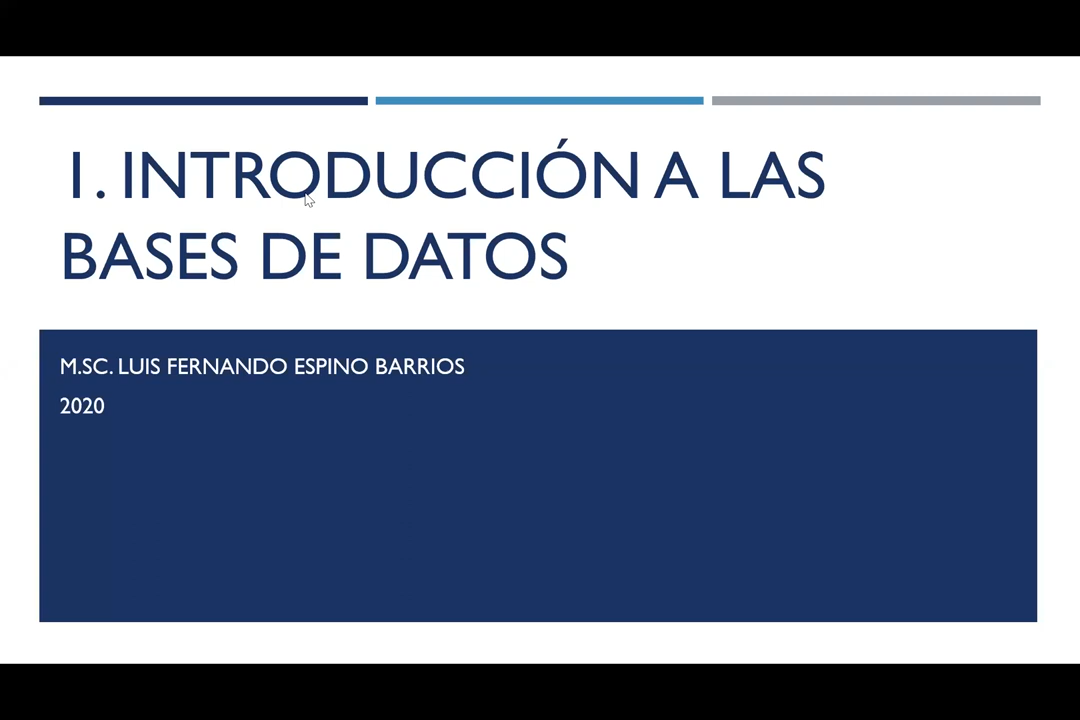 1. INTRODUCCIÓN A LAS
BASES DE DATOS
M.SC. LUIS FERNANDO ESPINO BARRIOS
2020